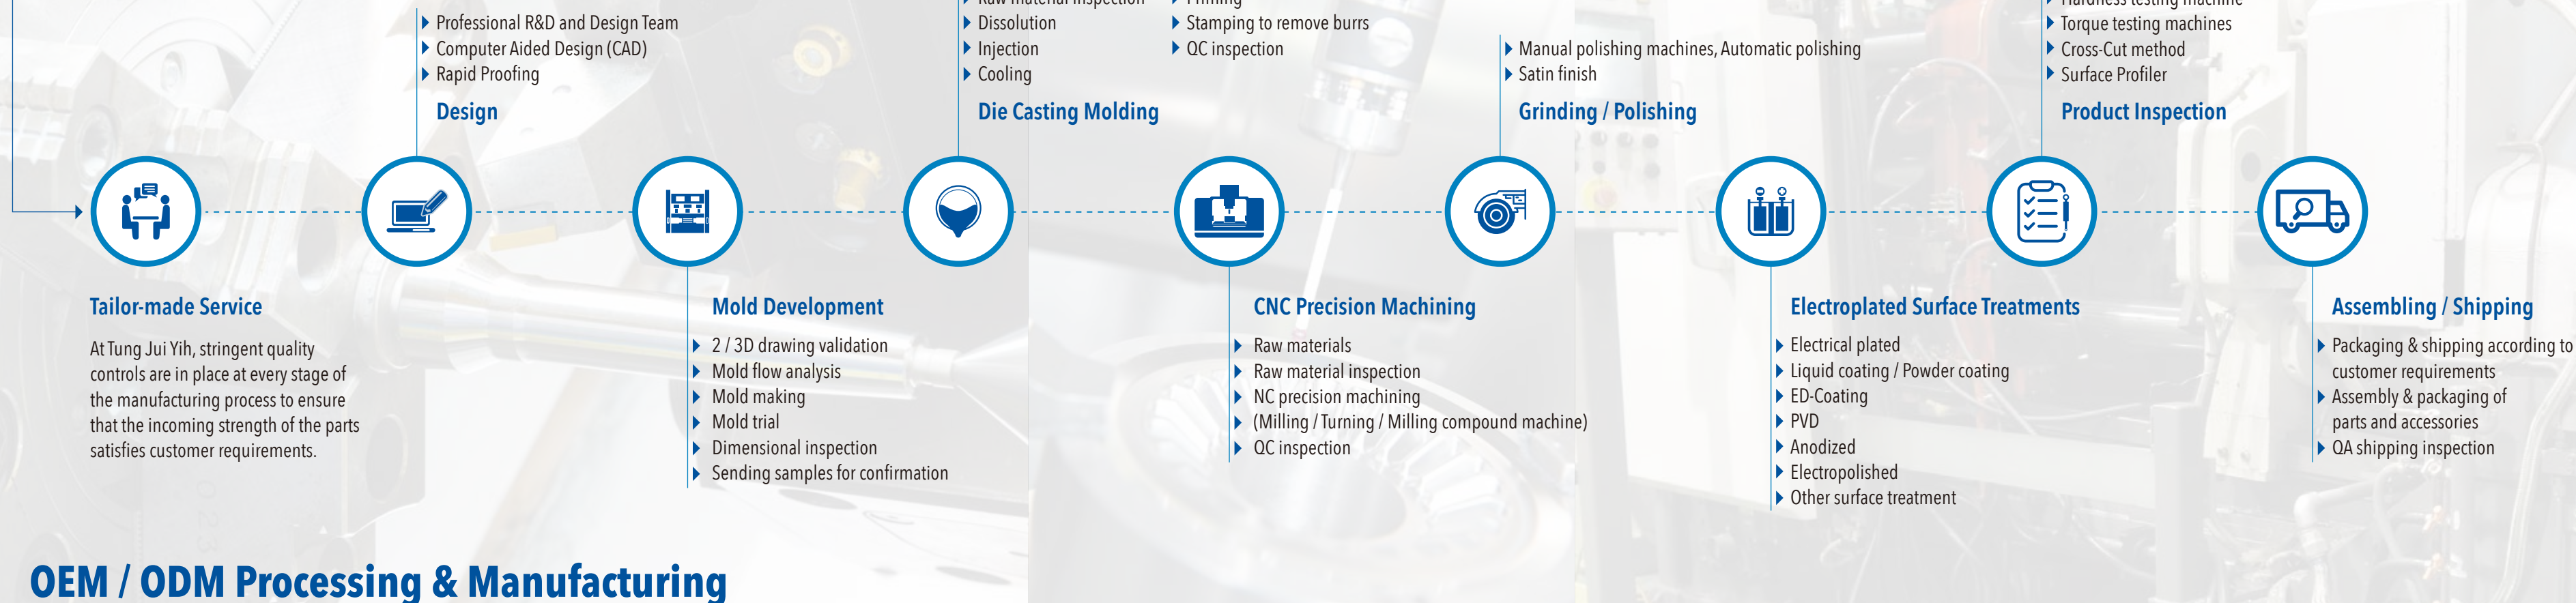 Professional R&D and Design Team
Computer Aided Design (CAD)
Rapid Proofing
Design
Raw material inspection
Dissolution
Injection
Cooling
Trimming
Stamping to remove burrs
QC inspection
Die Casting Molding
Manual polishing machines, Automatic polishing
Satin finish
Grinding / Polishing
Hardness testing machine
Torque testing machines
Cross-Cut method
Surface Profiler
Product Inspection
Tailor-made Service
At Tung Jui Yih, stringent quality
controls are in place at every stage of
the manufacturing process to ensure
that the incoming strength of the parts
satisfies customer requirements.
Mold Development
2 / 3D drawing validation
Mold flow analysis
Mold making
Mold trial
Dimensional inspection
Sending samples for confirmation
CNC Precision Machining
Raw materials
Raw material inspection
NC precision machining
(Milling / Turning / Milling compound machine)
QC inspection
Electroplated Surface Treatments
Electrical plated
Liquid coating / Powder coating
ED-Coating
PVD
Anodized
Electropolished
Other surface treatment
Assembling / Shipping
Packaging & shipping according to
customer requirements
Assembly & packaging of
parts and accessories
QA shipping inspection
OEM / ODM Processing & Manufacturing